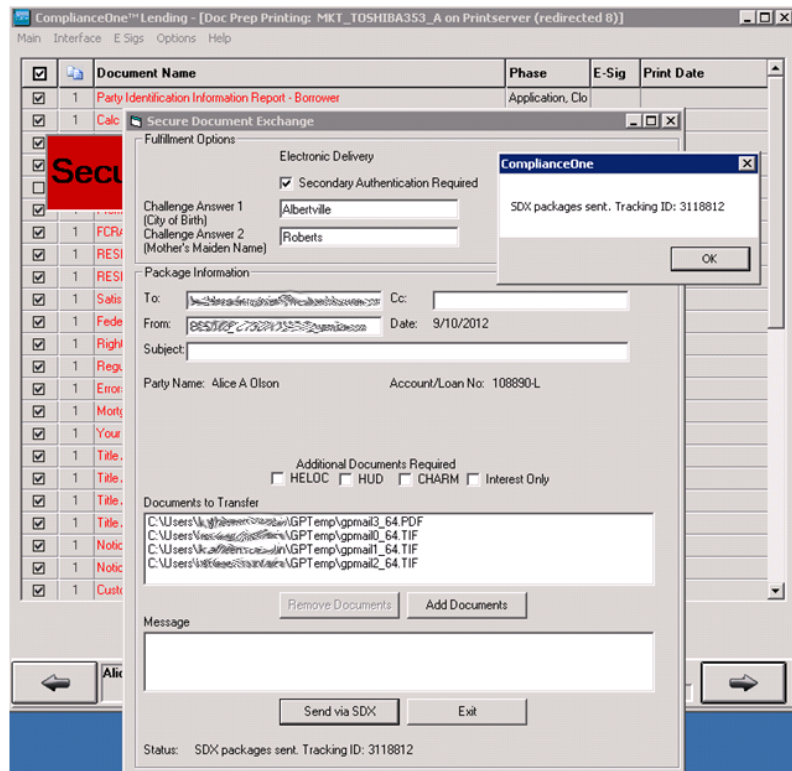 ComplianceOne™ Lending - [Doc Prep Printing: MKT_TOSHIBA353_A on Printserver (redirected 8)]
Main Interface E Sigs Options Help
Document Name Phase E-Sig Print Date
1 Party Identification Information Report - Borrower Application, Clo
1 Calc
Secure Document Exchange
Fulfillment Options
Electronic Delivery
Secondary Authentication Required
Challenge Answer 1
(City of Birth)
Albertville
Challenge Answer 2
(Mother's Maiden Name)
Roberts
ComplianceOne
SDX packages sent. Tracking ID: 3118812
OK
Secu
1 FCRA
1 RESI
1 RESI
1 Satis
1 Fede
1 Right
1 Regu
1 Error
1 Mortg
1 Your
1 Title
1 Title
1 Title
1 Title
1 Notic
1 Notic
1 Custo
Package Information
To: Cc:
From: Date: 9/10/2012
Subject:
Party Name: Alice A Olson Account/Loan No: 108890-L
Additional Documents Required
HELOC HUD CHARM Interest Only
Documents to Transfer
C:\Users\ \GPTemp\gpmail3_64.PDF
C:\Users\ \GPTemp\gpmail0_64.TIF
C:\Users\ \GPTemp\gpmail1_64.TIF
C:\Users\ \GPTemp\gpmail2_64.TIF
Remove Documents Add Documents
Message
Alic
Send via SDX Exit
Status: SDX packages sent. Tracking ID: 3118812